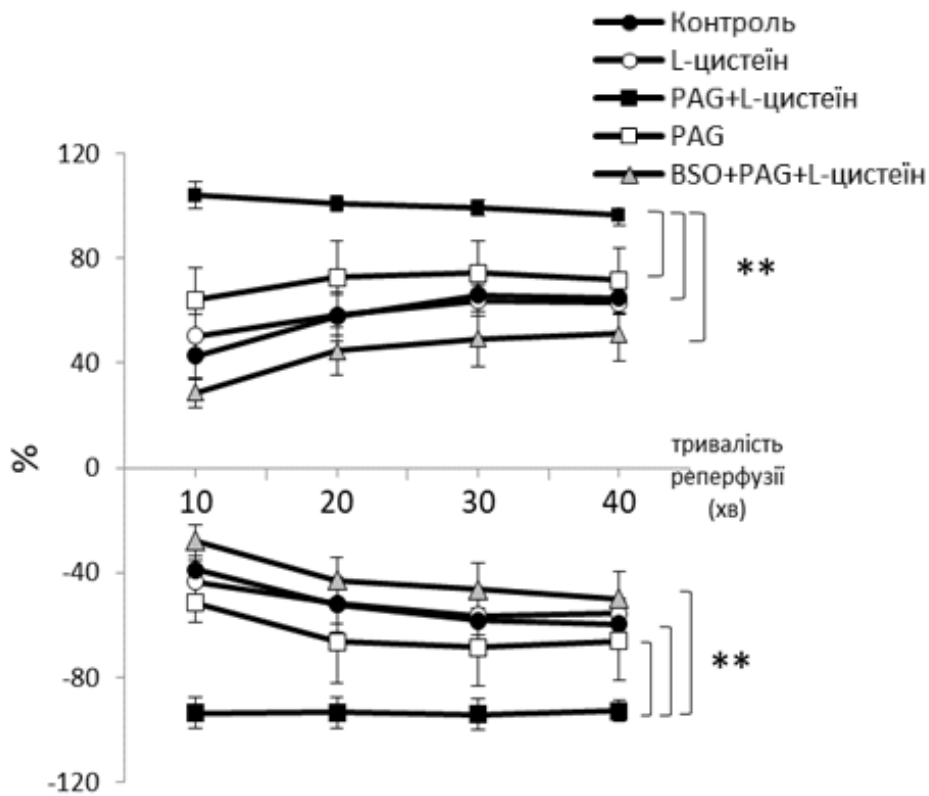 Контроль
L-цистеїн
PAG+L-цистеїн
PAG
BSO+PAG+L-цистеїн
120
80
**
40
%
0
тривалість
реперфузії
(хв)
10 20 30 40
-40
**
-80
-120